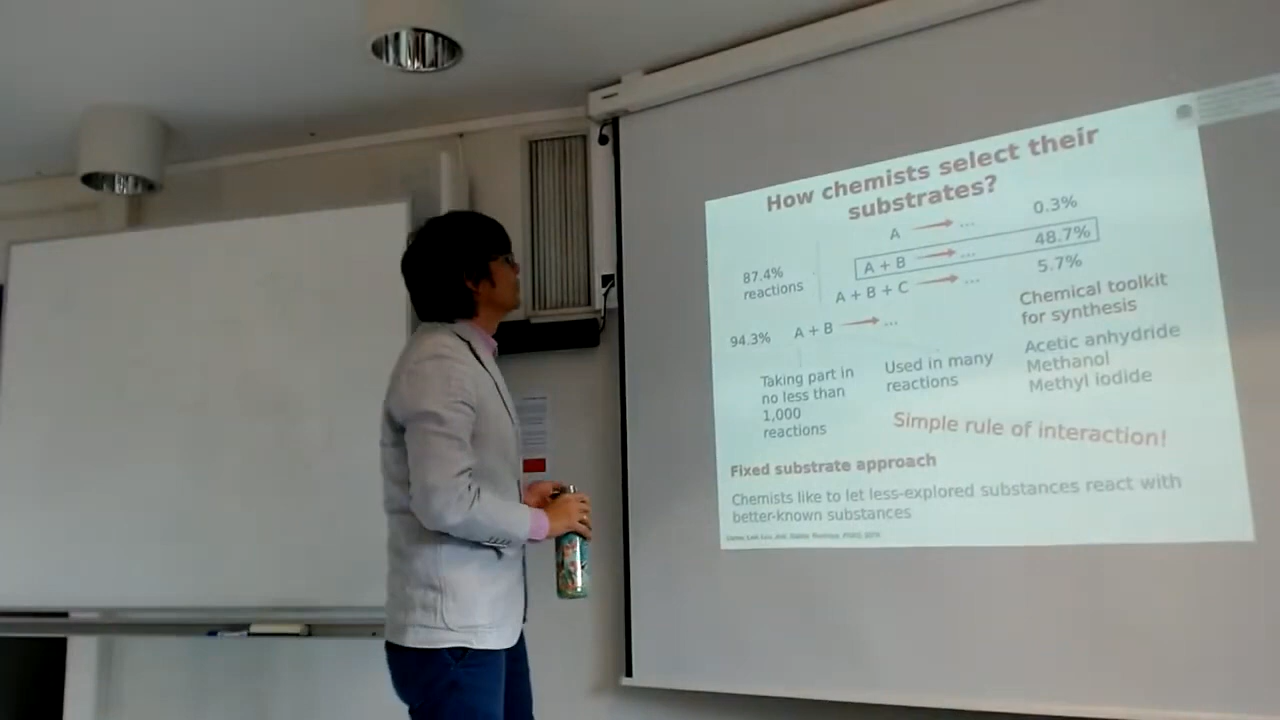 How chemists select their
substrates?
A → ...
0.3%
A + B → ...
48.7%
87.4%
reactions
A + B + C → ...
5.7%
94.3%
A + B → ...
Chemical toolkit
for synthesis
Taking part in
no less than
1,000
reactions
Used in many
reactions
Acetic anhydride
Methanol
Methyl iodide
Simple rule of interaction!
Fixed substrate approach
Chemists like to let less-explored substances react with
better-known substances